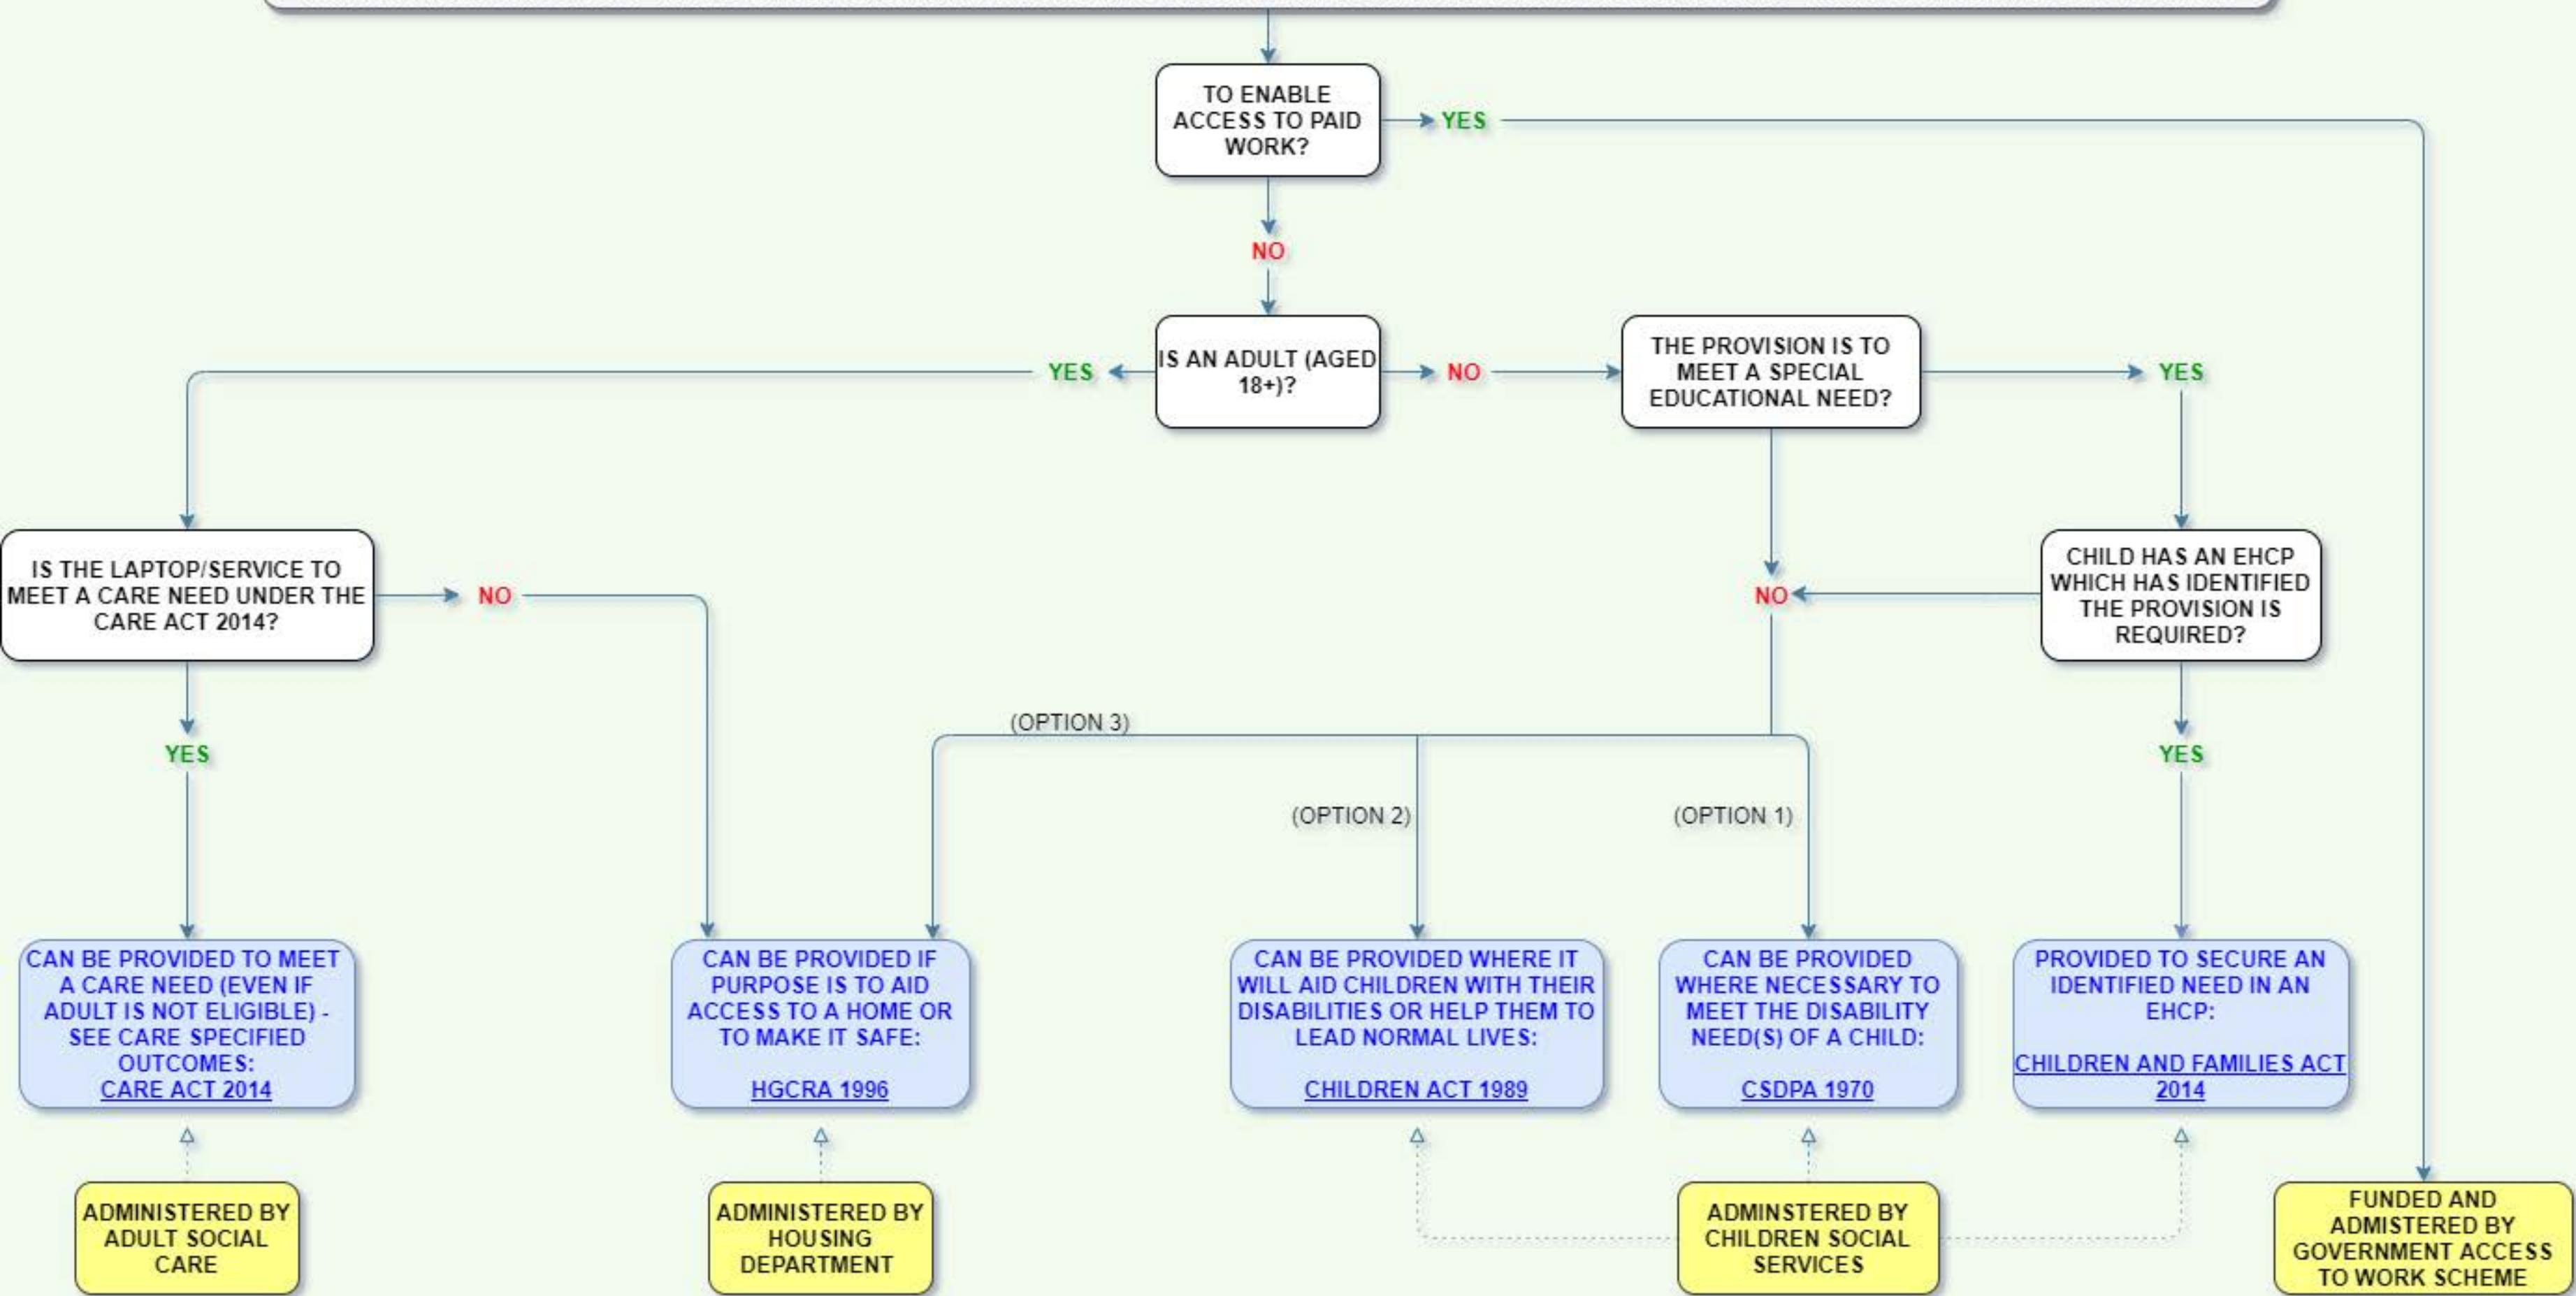 TO ENABLE
ACCESS TO PAID
WORK?
YES
NO
IS AN ADULT (AGED
18+)?
YES
NO
THE PROVISION IS TO
MEET A SPECIAL
EDUCATIONAL NEED?
YES
IS THE LAPTOP/SERVICE TO
MEET A CARE NEED UNDER THE
CARE ACT 2014?
NO
NO
CHILD HAS AN EHCP
WHICH HAS IDENTIFIED
THE PROVISION IS
REQUIRED?
YES
(OPTION 3)
(OPTION 2)
(OPTION 1)
YES
CAN BE PROVIDED TO MEET
A CARE NEED (EVEN IF
ADULT IS NOT ELIGIBLE) -
SEE CARE SPECIFIED
OUTCOMES:
CARE ACT 2014
CAN BE PROVIDED IF
PURPOSE IS TO AID
ACCESS TO A HOME OR
TO MAKE IT SAFE:
HGCRA 1996
CAN BE PROVIDED WHERE IT
WILL AID CHILDREN WITH THEIR
DISABILITIES OR HELP THEM TO
LEAD NORMAL LIVES:
CHILDREN ACT 1989
CAN BE PROVIDED
WHERE NECESSARY TO
MEET THE DISABILITY
NEED(S) OF A CHILD:
CSDPA 1970
PROVIDED TO SECURE AN
IDENTIFIED NEED IN AN
EHCP:
CHILDREN AND FAMILIES ACT
2014
ADMINISTERED BY
ADULT SOCIAL
CARE
ADMINISTERED BY
HOUSING
DEPARTMENT
ADMINSTERED BY
CHILDREN SOCIAL
SERVICES
FUNDED AND
ADMISTERED BY
GOVERNMENT ACCESS
TO WORK SCHEME